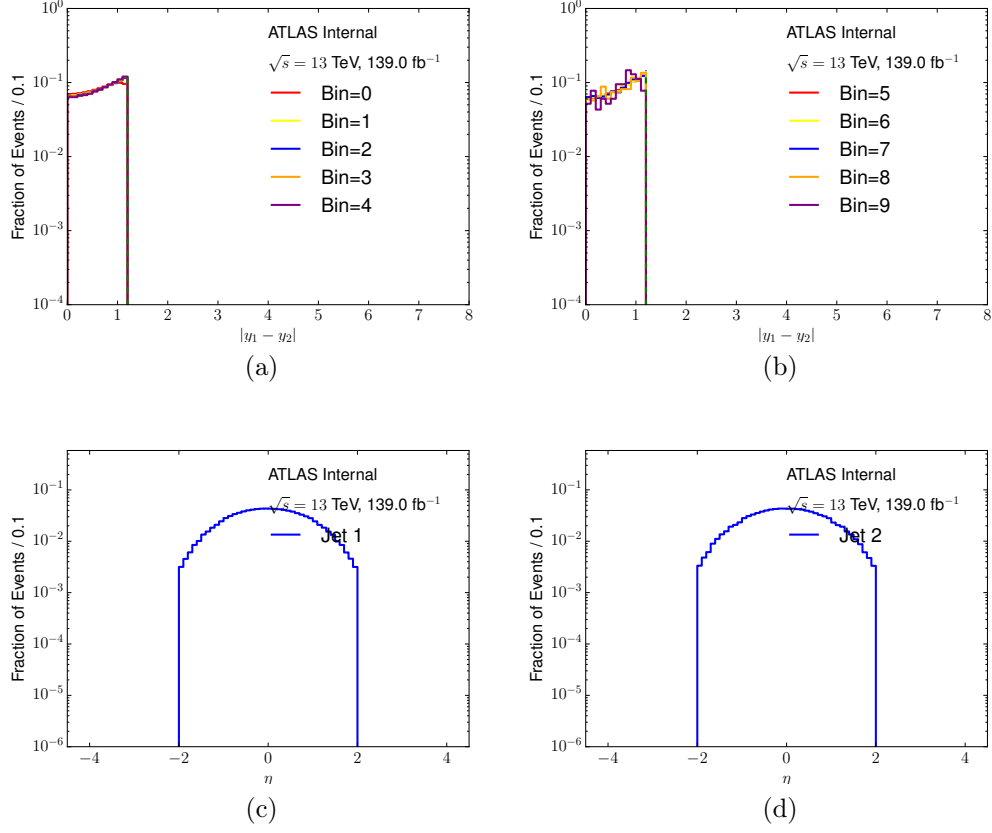 ATLAS Internal
√s = 13 TeV, 139.0 fb⁻¹
Bin=0
Bin=1
Bin=2
Bin=3
Bin=4
Fraction of Events / 0.1
10⁰
10⁻¹
10⁻²
10⁻³
10⁻⁴
0 1 2 3 4 5 6 7 8
|y₁ − y₂|
(a)
ATLAS Internal
√s = 13 TeV, 139.0 fb⁻¹
Bin=5
Bin=6
Bin=7
Bin=8
Bin=9
Fraction of Events / 0.1
10⁰
10⁻¹
10⁻²
10⁻³
10⁻⁴
0 1 2 3 4 5 6 7 8
|y₁ − y₂|
(b)
ATLAS Internal
√s = 13 TeV, 139.0 fb⁻¹
Jet 1
Fraction of Events / 0.1
10⁻¹
10⁻²
10⁻³
10⁻⁴
10⁻⁵
10⁻⁶
−4 −2 0 2 4
η
(c)
ATLAS Internal
√s = 13 TeV, 139.0 fb⁻¹
Jet 2
Fraction of Events / 0.1
10⁻¹
10⁻²
10⁻³
10⁻⁴
10⁻⁵
10⁻⁶
−4 −2 0 2 4
η
(d)